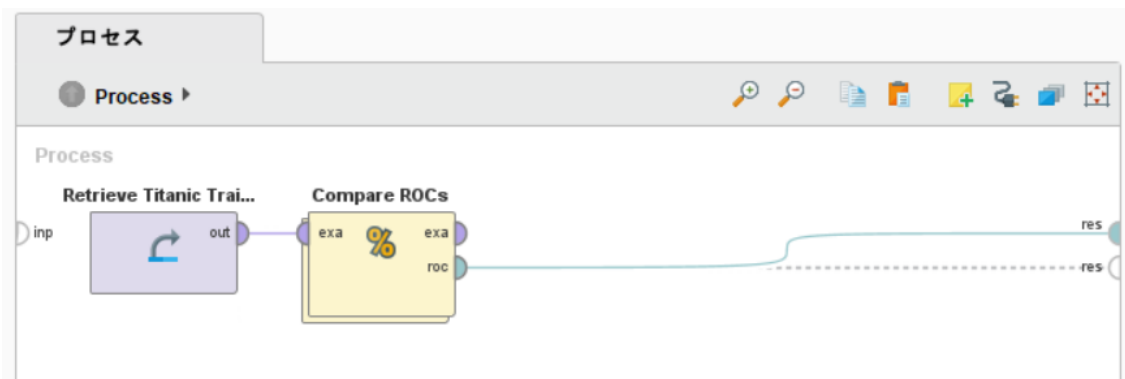 プロセス
Process
Process
Retrieve Titanic Trai... Compare ROCs
inp out exa exa res
roc res